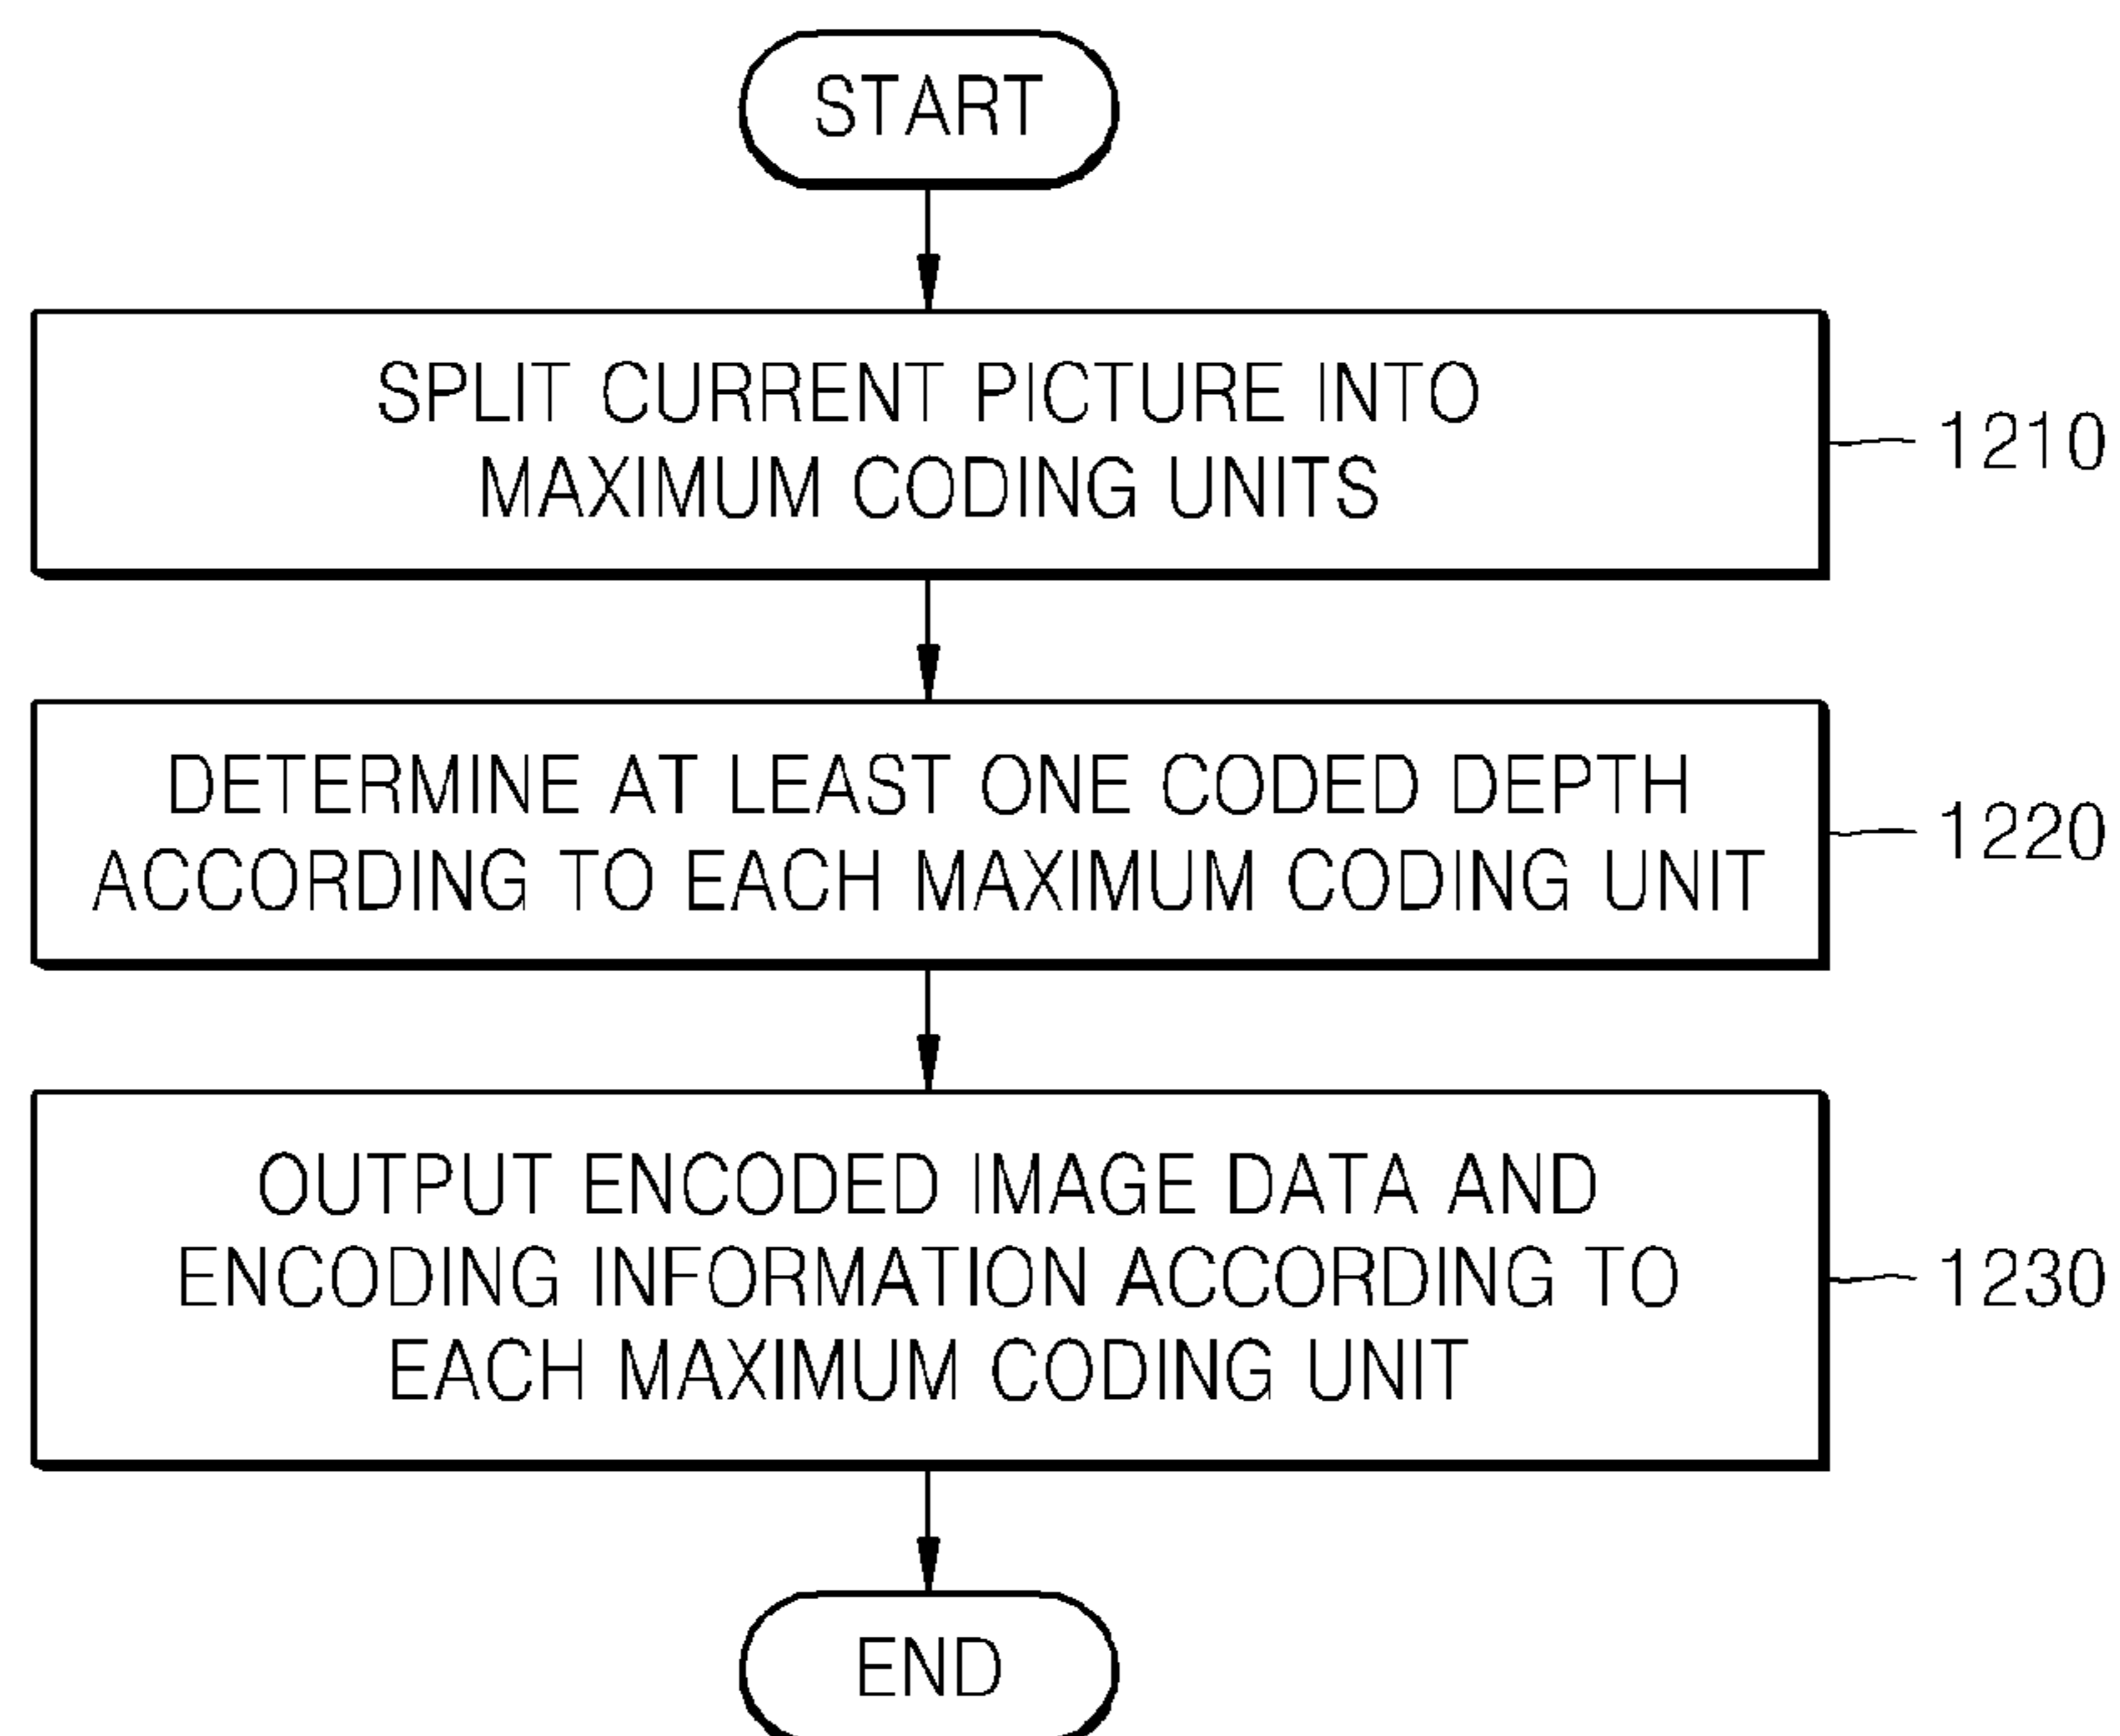 START
SPLIT CURRENT PICTURE INTO
MAXIMUM CODING UNITS
1210
DETERMINE AT LEAST ONE CODED DEPTH
ACCORDING TO EACH MAXIMUM CODING UNIT
1220
OUTPUT ENCODED IMAGE DATA AND
ENCODING INFORMATION ACCORDING TO
EACH MAXIMUM CODING UNIT
1230
END